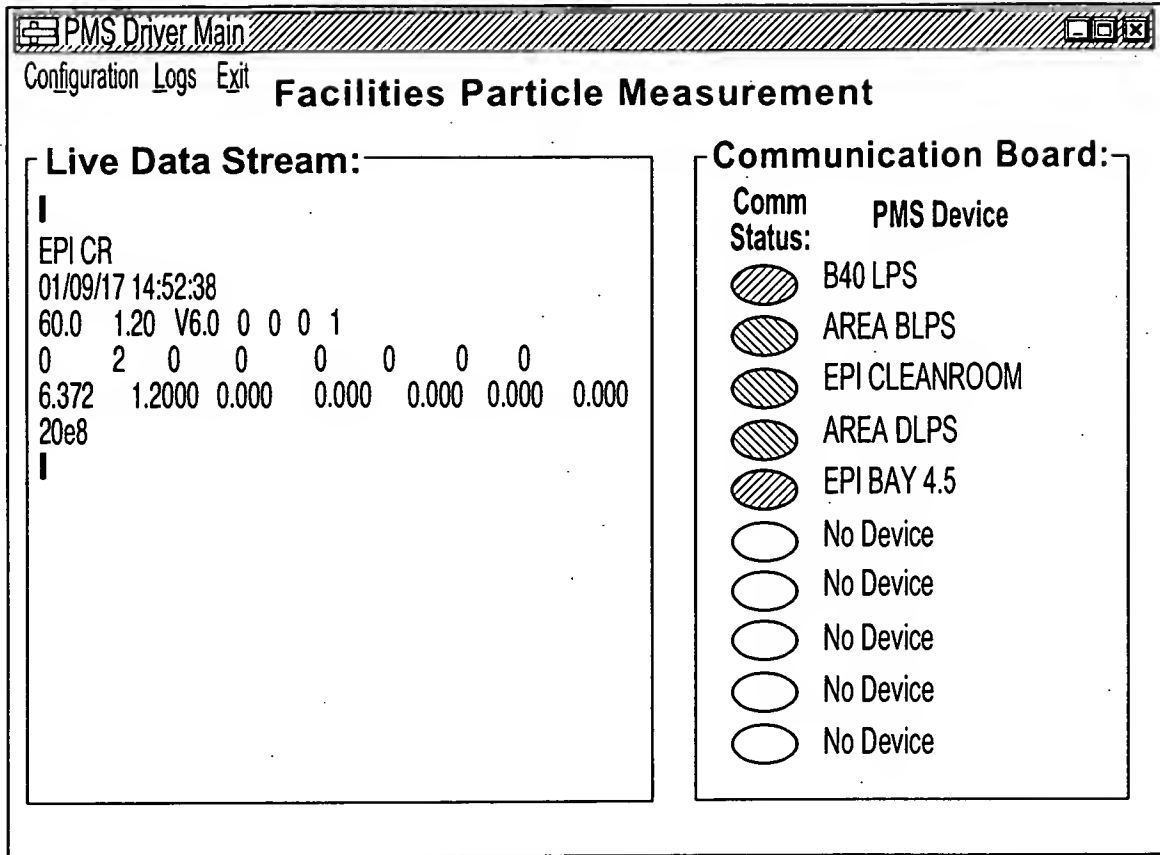 PMS Driver Main
Configuration Logs Exit
Facilities Particle Measurement
Live Data Stream:
EPI CR
01/09/17 14:52:38
60.0 1.20 V6.0 0 0 0 1
0 2 0 0 0 0 0 0
6.372 1.2000 0.000 0.000 0.000 0.000 0.000
20e8
Communication Board:
Comm Status: PMS Device
B40 LPS
AREA BLPS
EPI CLEANROOM
AREA DLPS
EPI BAY 4.5
No Device
No Device
No Device
No Device
No Device